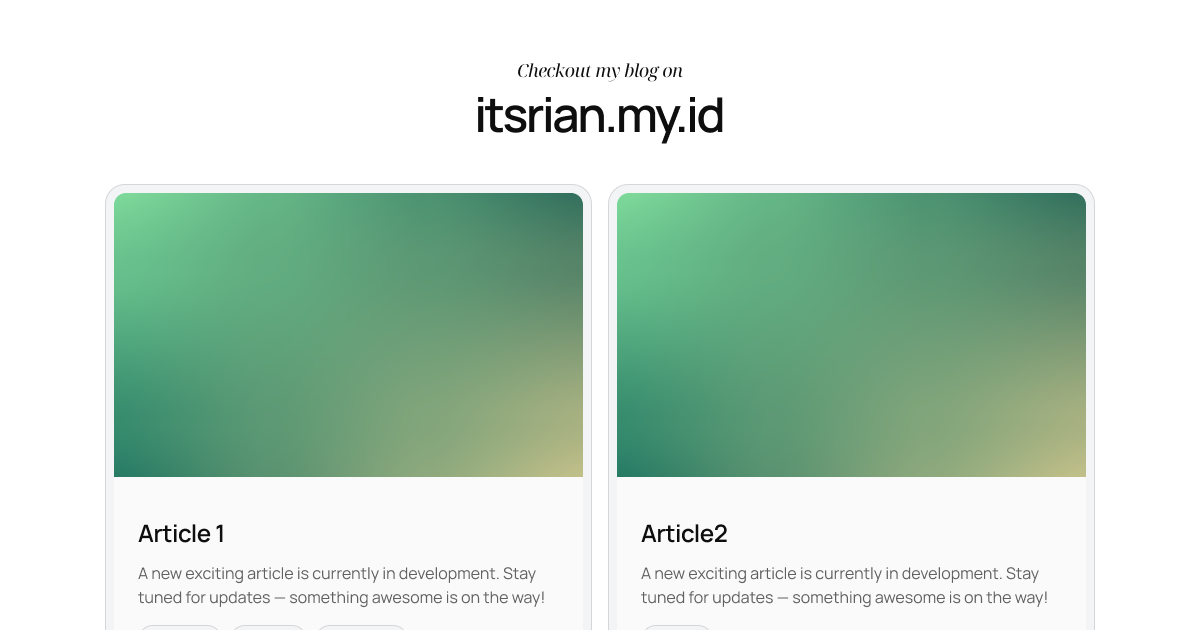 Checkout my blog on
itsrian.my.id
Article 1
A new exciting article is currently in development. Stay
tuned for updates — something awesome is on the way!
Article2
A new exciting article is currently in development. Stay
tuned for updates — something awesome is on the way!